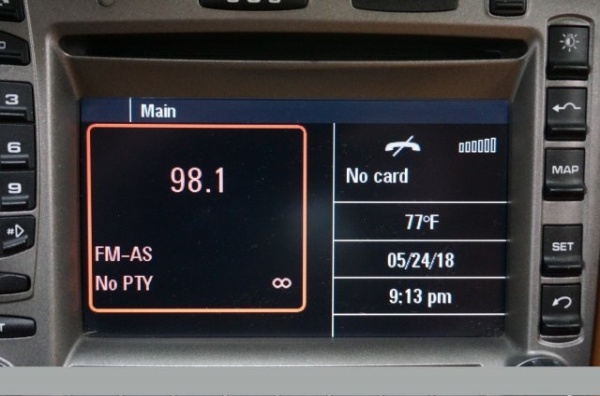 Main
98.1
FM-AS
No PTY ∞
No card
77°F
05/24/18
9:13 pm
3
6
9
#
MAP
SET